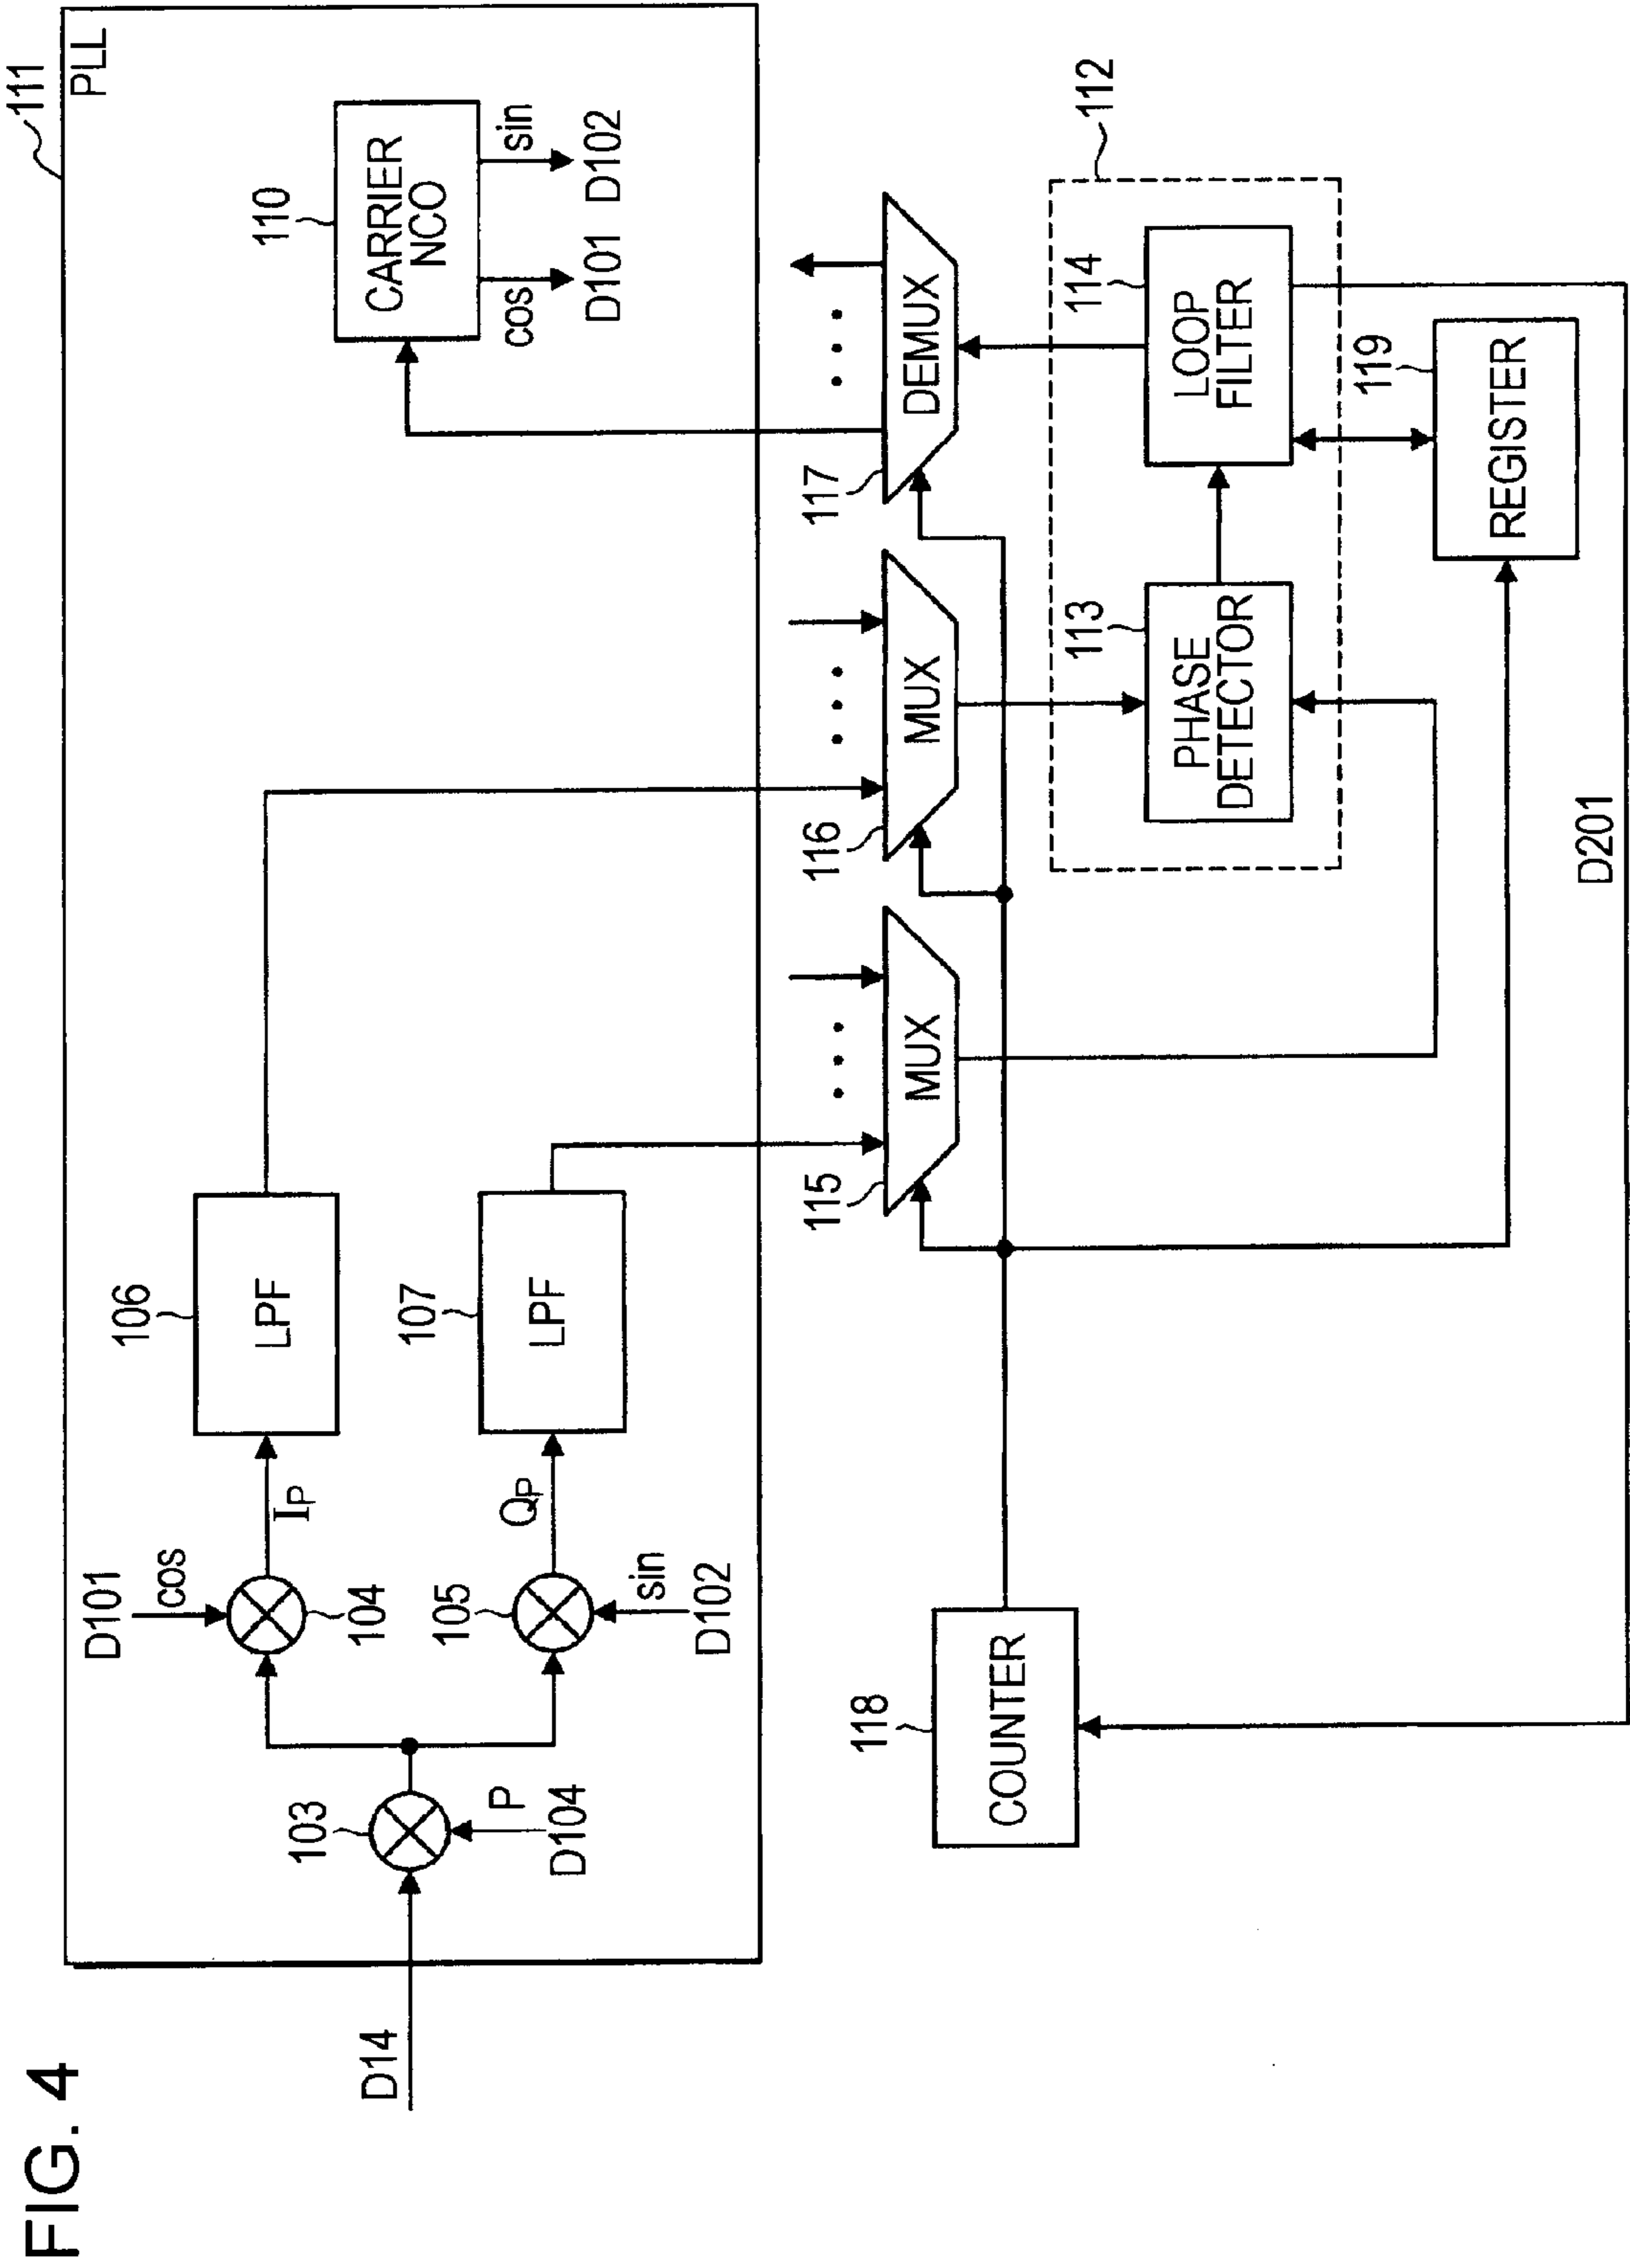 FIG. 4
111
PLL
D14
103
P
D104
D101
cos
104
105
sin
D102
IP
QP
106
LPF
107
LPF
110
CARRIER
NCO
cos
sin
D101
D102
115
MUX
116
MUX
117
DEMUX
112
113
PHASE
DETECTOR
114
LOOP
FILTER
118
COUNTER
119
REGISTER
D201